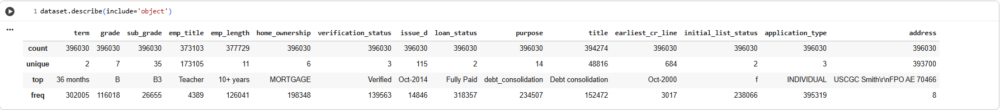 1 dataset.describe(include='object')
term grade sub_grade emp_title emp_length home_ownership verification_status issue_d loan_status purpose title earliest_cr_line initial_list_status application_type address
count 396030 396030 396030 373103 377729 396030 396030 396030 396030 396030 394274 396030 396030 396030 396030
unique 2 7 35 173105 11 6 3 115 2 14 48816 684 2 3 393700
top 36 months B B3 Teacher 10+ years MORTGAGE Verified Oct-2014 Fully Paid debt_consolidation Debt consolidation Oct-2000 f INDIVIDUAL USCGC Smith\r\nFPO AE 70466
freq 302005 116018 26655 4389 126041 198348 139563 14846 318357 234507 152472 3017 238066 395319 8